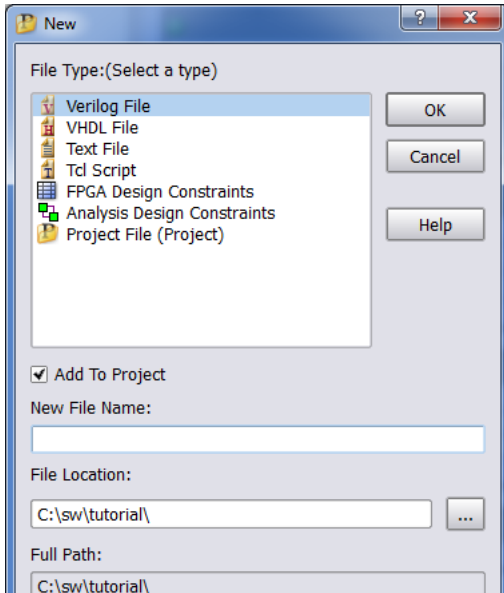 New
File Type:(Select a type)
Verilog File
VHDL File
Text File
Tcl Script
FPGA Design Constraints
Analysis Design Constraints
Project File (Project)
OK
Cancel
Help
Add To Project
New File Name:
File Location:
C:\sw\tutorial\
...
Full Path:
C:\sw\tutorial\